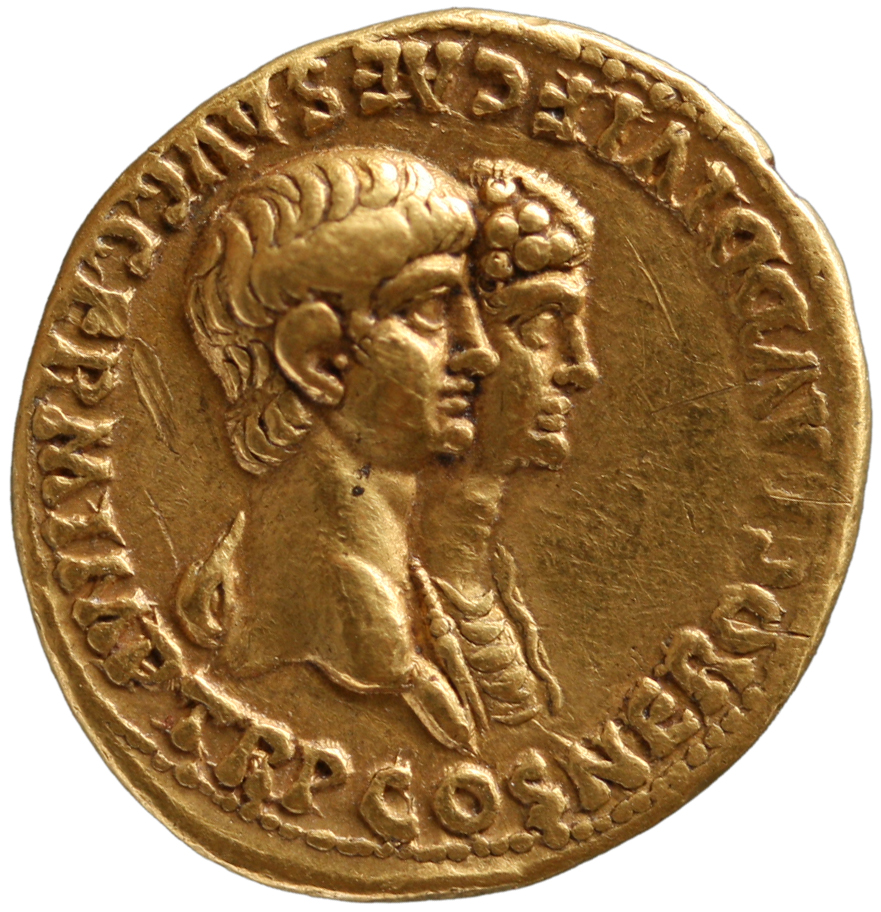 NERO CLAVD DIVI F CAES AVG GERM IMP TR P COS